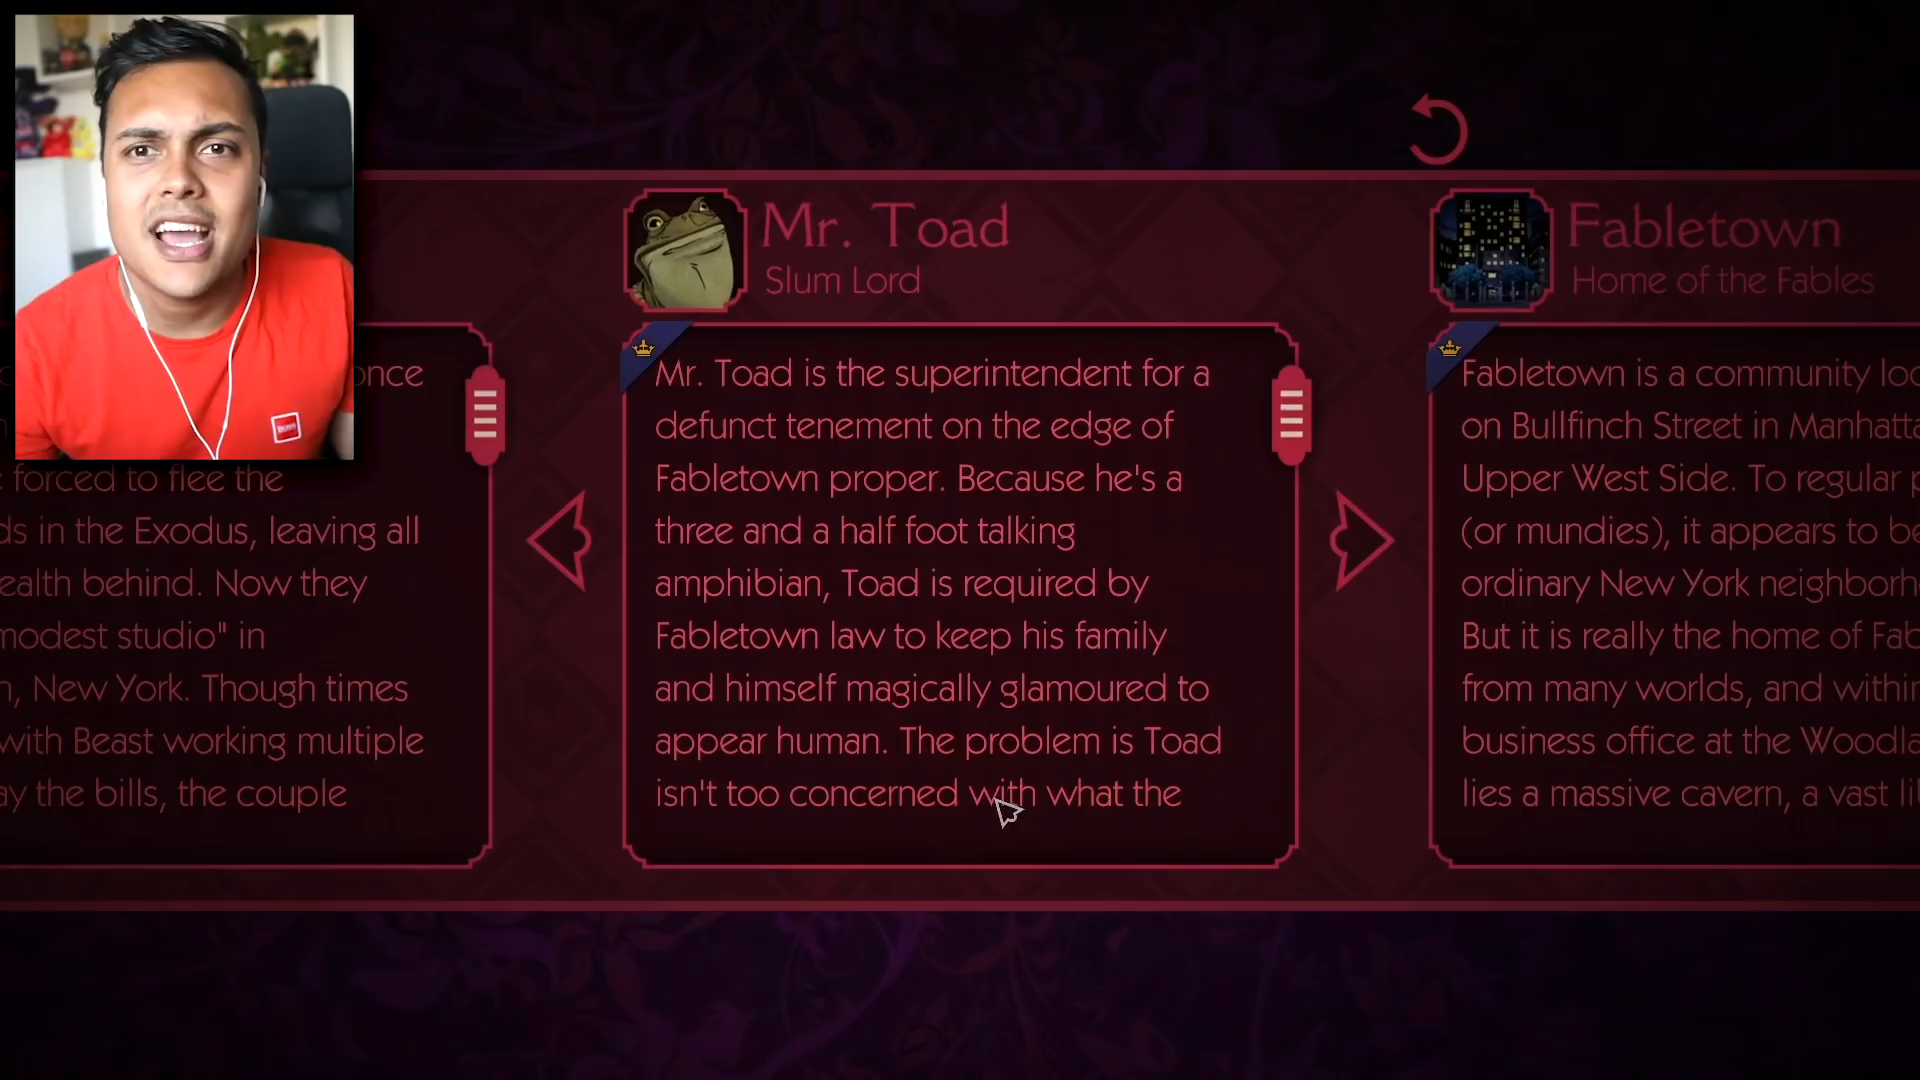 Mr. Toad
Slum Lord
Mr. Toad is the superintendent for a
defunct tenement on the edge of
Fabletown proper. Because he's a
three and a half foot talking
amphibian, Toad is required by
Fabletown law to keep his family
and himself magically glamoured to
appear human. The problem is Toad
isn't too concerned with what the
once
forced to flee the
in the Exodus, leaving all
behind. Now they
modest studio" in
New York. Though times
with Beast working multiple
the bills, the couple
Fabletown
Home of the Fables
Fabletown is a community
on Bullfinch Street in
Upper West Side. To regular
(or mundies), it appears to
ordinary New York
But it is really the home of
from many worlds, and
business office at the
lies a massive cavern, a vast